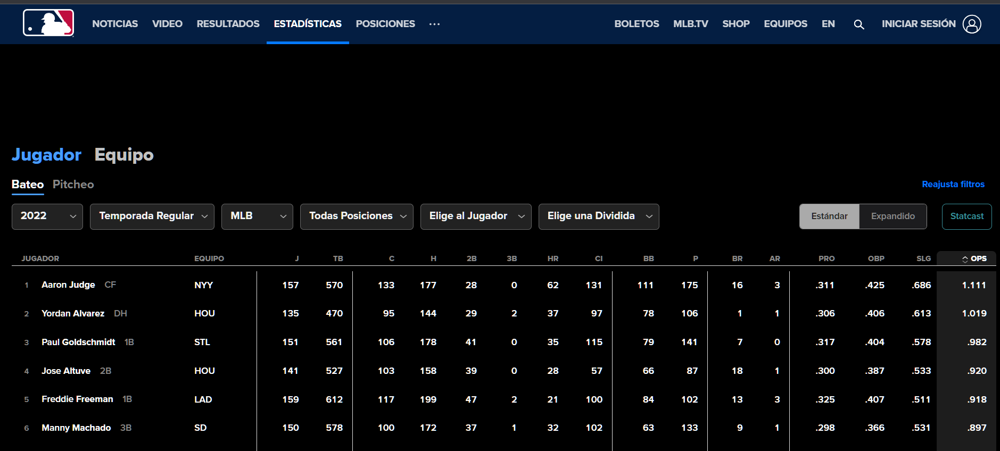 NOTICIAS VIDEO RESULTADOS ESTADÍSTICAS POSICIONES ... BOLETOS MLB.TV SHOP EQUIPOS EN INICIAR SESIÓN
Jugador Equipo
Bateo Pitcheo Reajusta filtros
2022 Temporada Regular MLB Todas Posiciones Elige al Jugador Elige una Dividida Estándar Expandido Statcast
JUGADOR EQUIPO J TB C H 2B 3B HR CI BB P BR AR PRO OBP SLG OPS
1 Aaron Judge CF NYY 157 570 133 177 28 0 62 131 111 175 16 3 .311 .425 .686 1.111
2 Yordan Alvarez DH HOU 135 470 95 144 29 2 37 97 78 106 1 1 .306 .406 .613 1.019
3 Paul Goldschmidt 1B STL 151 561 106 178 41 0 35 115 79 141 7 0 .317 .404 .578 .982
4 Jose Altuve 2B HOU 141 527 103 158 39 0 28 57 66 87 18 1 .300 .387 .533 .920
5 Freddie Freeman 1B LAD 159 612 117 199 47 2 21 100 84 102 13 3 .325 .407 .511 .918
6 Manny Machado 3B SD 150 578 100 172 37 1 32 102 63 133 9 1 .298 .366 .531 .897